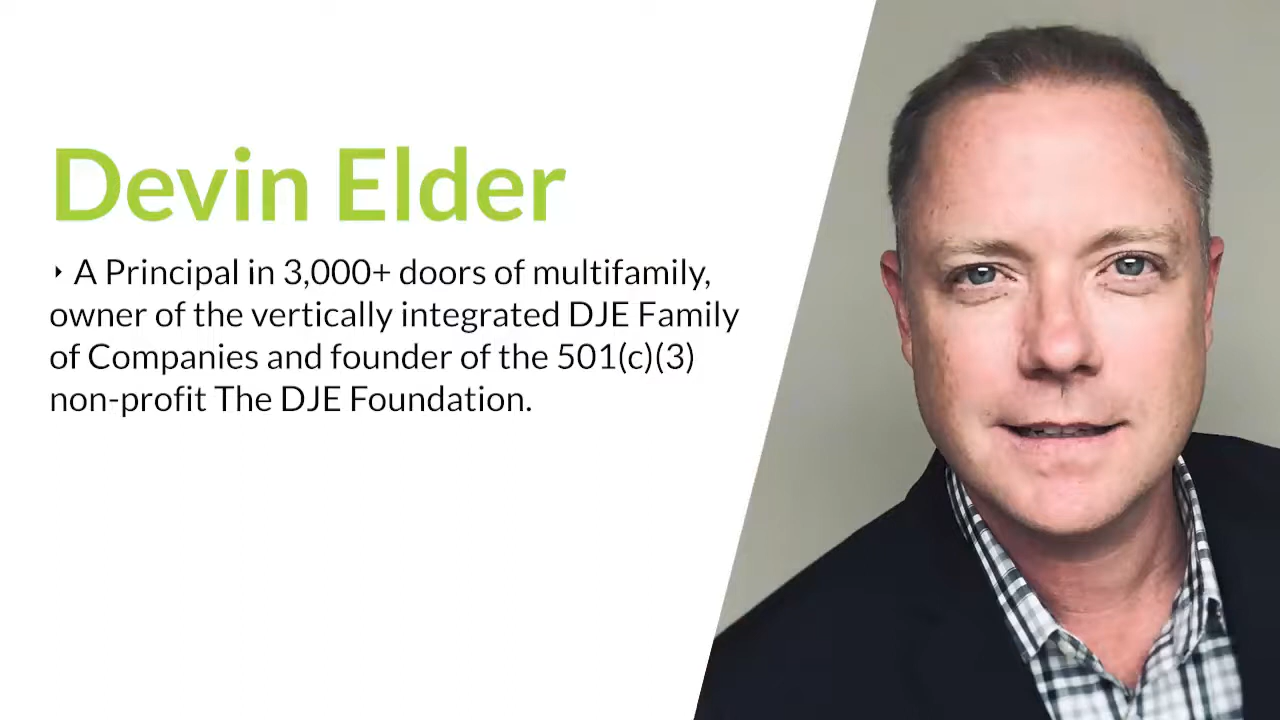 Devin Elder
‣ A Principal in 3,000+ doors of multifamily,
owner of the vertically integrated DJE Family
of Companies and founder of the 501(c)(3)
non-profit The DJE Foundation.